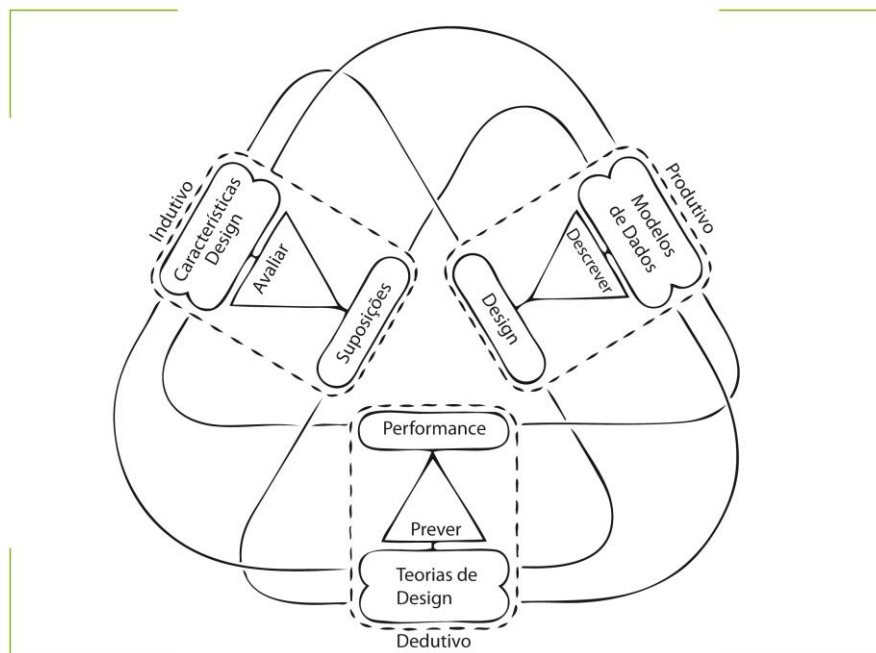 Indutivo
Características
Design
Avaliar
Suposições
Produtivo
Modelos
de Dados
Descrever
Design
Performance
Prever
Teorias de
Design
Dedutivo